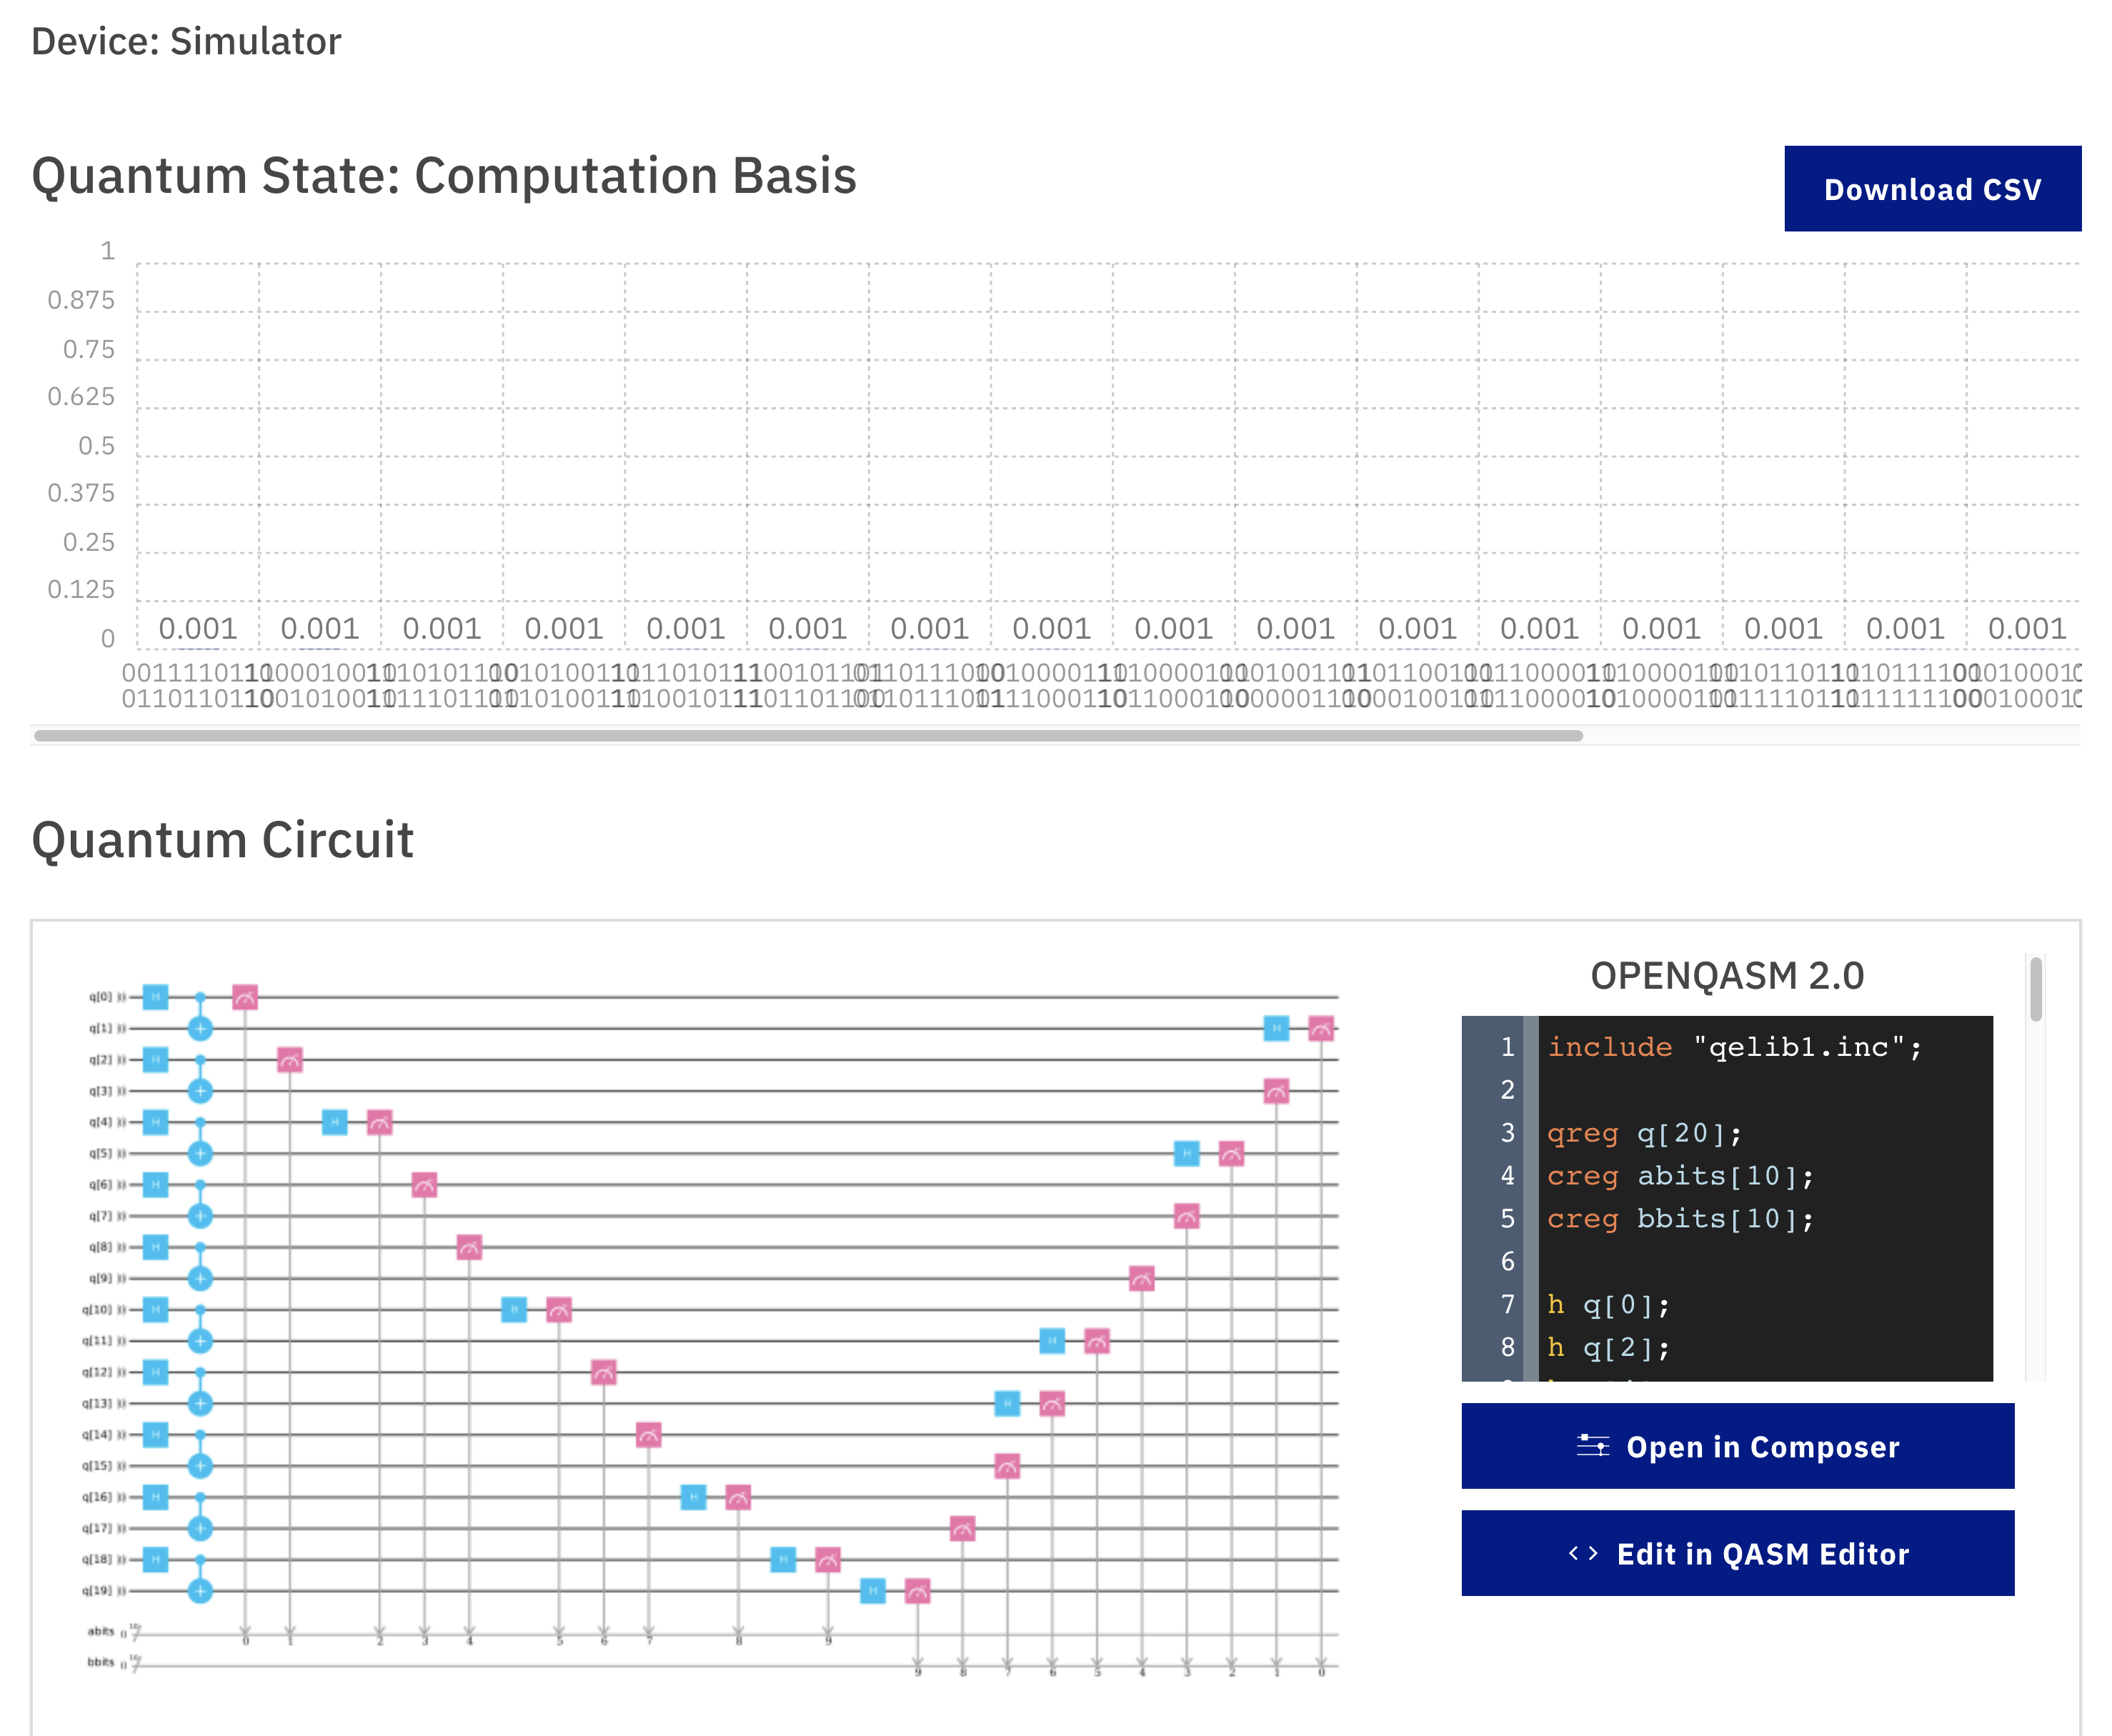 Device: Simulator
Quantum State: Computation Basis
Download CSV
1
0.875
0.75
0.625
0.5
0.375
0.25
0.125
0
0.001 0.001 0.001 0.001 0.001 0.001 0.001 0.001 0.001 0.001 0.001 0.001 0.001 0.001 0.001 0.001
Quantum Circuit
q[0]
q[1]
q[2]
q[3]
q[4]
q[5]
q[6]
q[7]
q[8]
q[9]
q[10]
q[11]
q[12]
q[13]
q[14]
q[15]
q[16]
q[17]
q[18]
q[19]
abits 0 1 2 3 4 5 6 7 8 9
bbits 9 8 7 6 5 4 3 2 1 0
OPENQASM 2.0
1 include "qelib1.inc";
2
3 qreg q[20];
4 creg abits[10];
5 creg bbits[10];
6
7 h q[0];
8 h q[2];
Open in Composer
<> Edit in QASM Editor